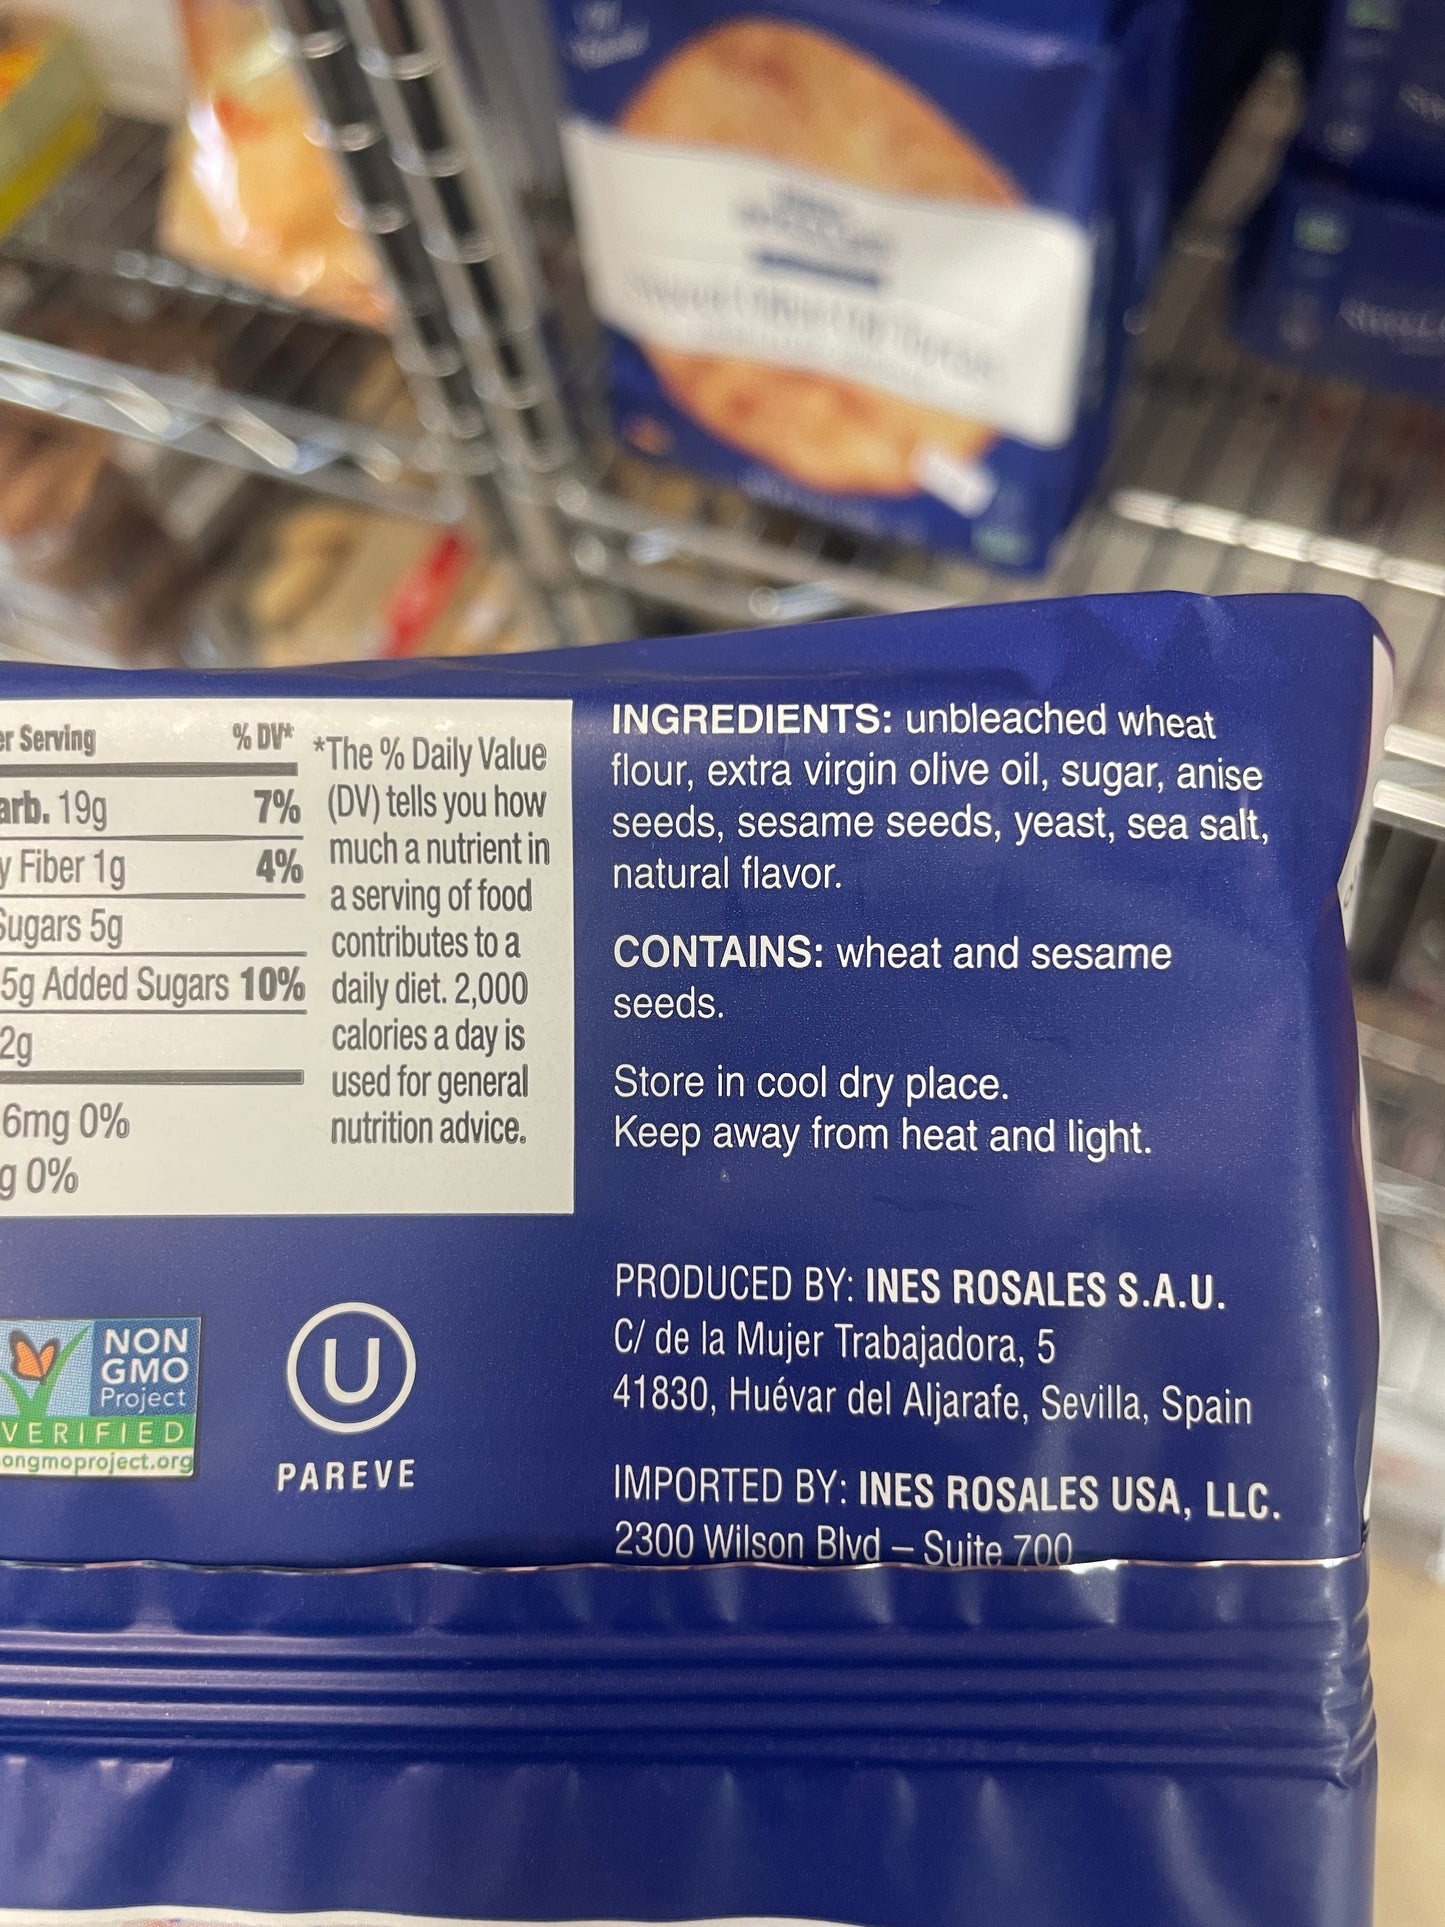 er Serving % DV*
arb. 19g 7%
y Fiber 1g 4%
Sugars 5g
5g Added Sugars 10%
2g
6mg 0%
g 0%
*The % Daily Value
(DV) tells you how
much a nutrient in
a serving of food
contributes to a
daily diet. 2,000
calories a day is
used for general
nutrition advice.
INGREDIENTS: unbleached wheat
flour, extra virgin olive oil, sugar, anise
seeds, sesame seeds, yeast, sea salt,
natural flavor.
CONTAINS: wheat and sesame
seeds.
Store in cool dry place.
Keep away from heat and light.
NON
GMO
Project
VERIFIED
ongmoproject.org
U
PAREVE
PRODUCED BY: INES ROSALES S.A.U.
C/ de la Mujer Trabajadora, 5
41830, Huévar del Aljarafe, Sevilla, Spain
IMPORTED BY: INES ROSALES USA, LLC.
2300 Wilson Blvd – Suite 700